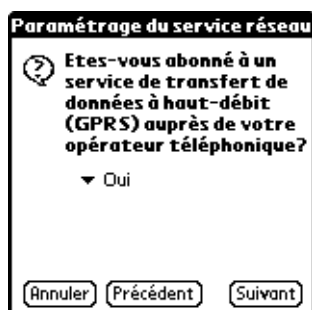 Paramétrage du service réseau
Etes-vous abonné à un
service de transfert de
données à haut-débit
(GPRS) auprès de votre
opérateur téléphonique?
Oui
Annuler Précédent Suivant